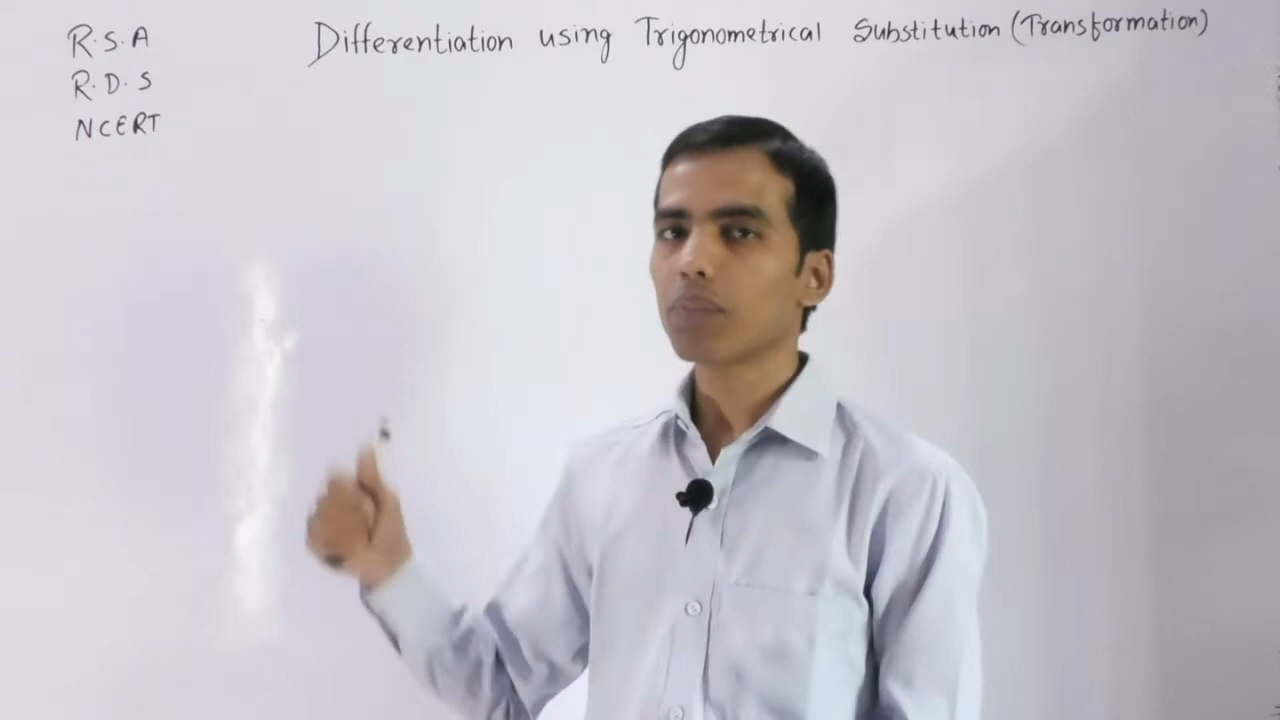 R.S.A
R.D.S
NCERT
Differentiation using Trigonometrical Substitution (Transformation)